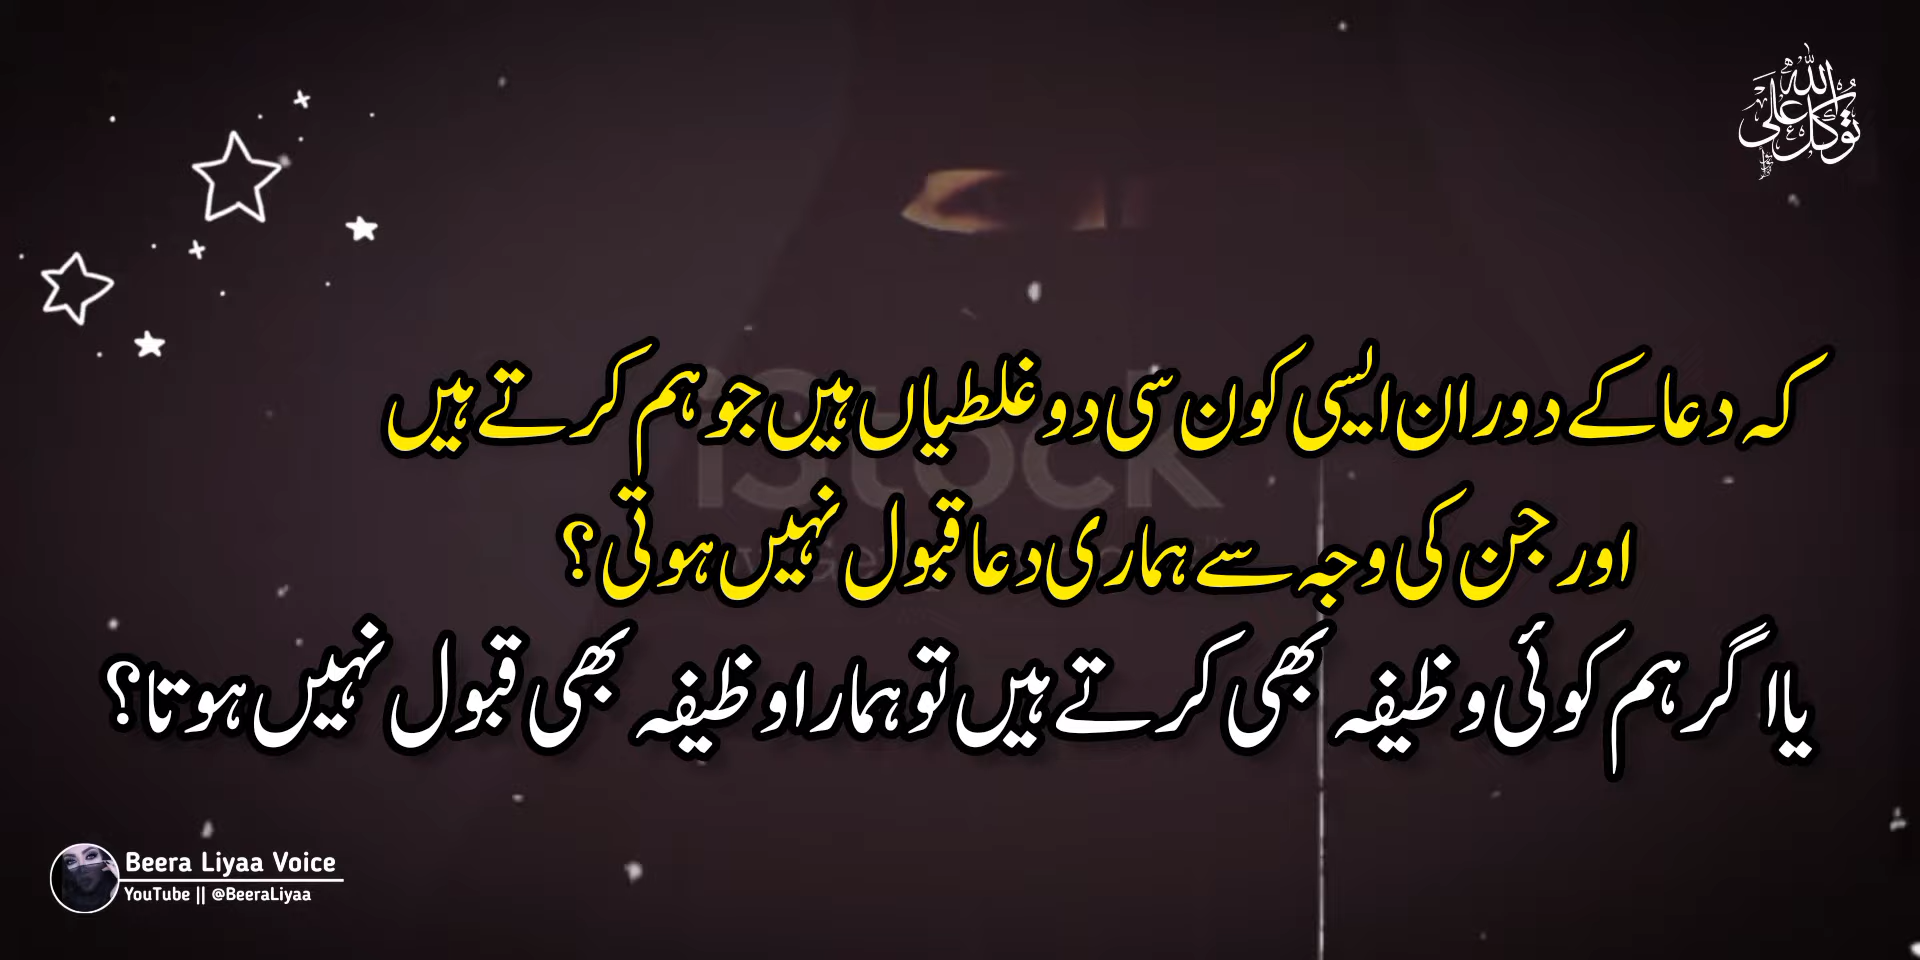 توکل علی اللہ
کہ دعا کے دوران ایسی کون سی دو غلطیاں ہیں جو ہم کرتے ہیں
iStock
اور جن کی وجہ سے ہماری دعا قبول نہیں ہوتی؟
یا اگر ہم کوئی وظیفہ بھی کرتے ہیں تو ہمارا وظیفہ بھی قبول نہیں ہوتا؟
Beera Liyaa Voice
YouTube || @BeeraLiyaa